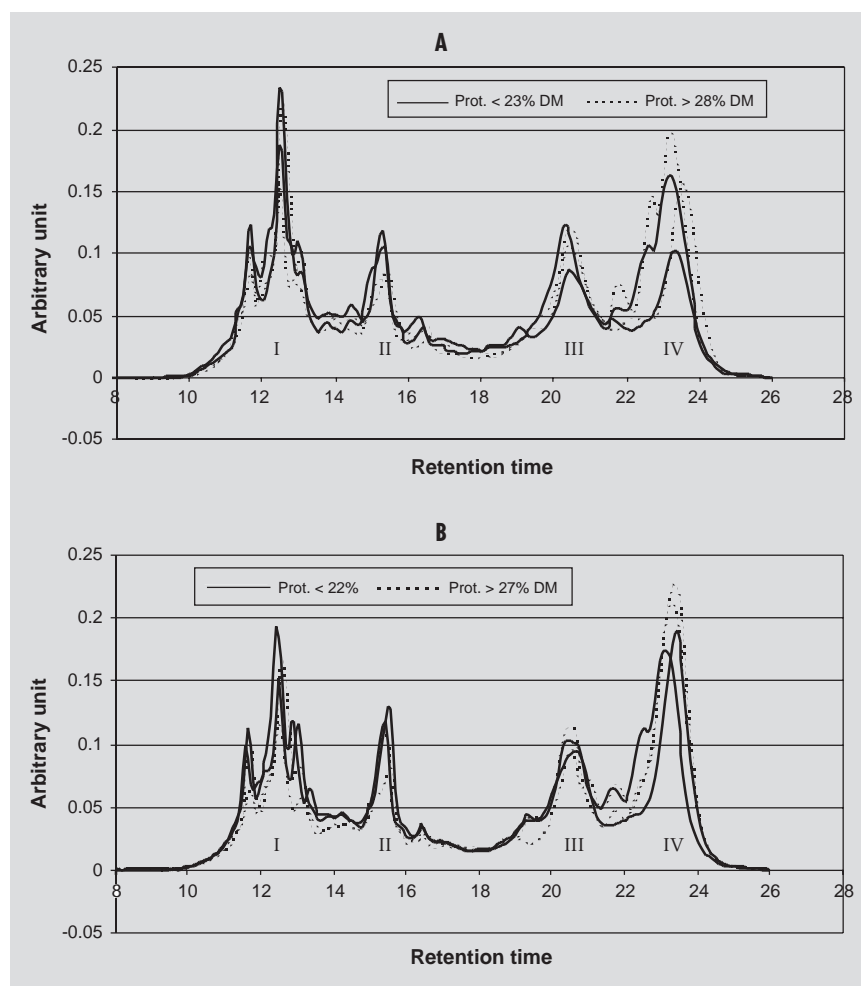 A
0.25
Prot. < 23% DM Prot. > 28% DM
0.2
0.15
Arbitrary unit
0.1
0.05
I II III IV
0
8 10 12 14 16 18 20 22 24 26 28
-0.05
Retention time
B
0.25
Prot. < 22% Prot. > 27% DM
0.2
0.15
Arbitrary unit
0.1
0.05
I II III IV
0
8 10 12 14 16 18 20 22 24 26 28
-0.05
Retention time